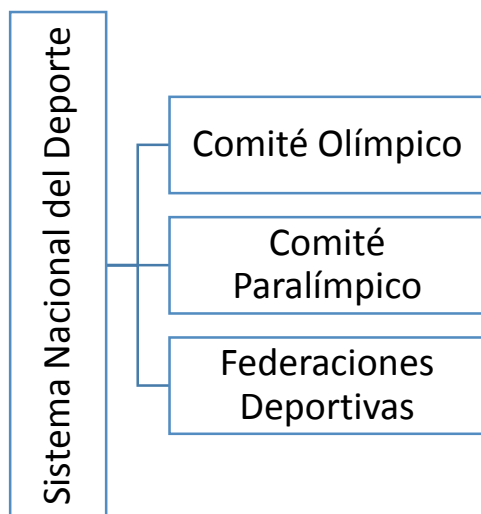 Sistema Nacional del Deporte
Comité Olímpico
Comité
Paralímpico
Federaciones
Deportivas